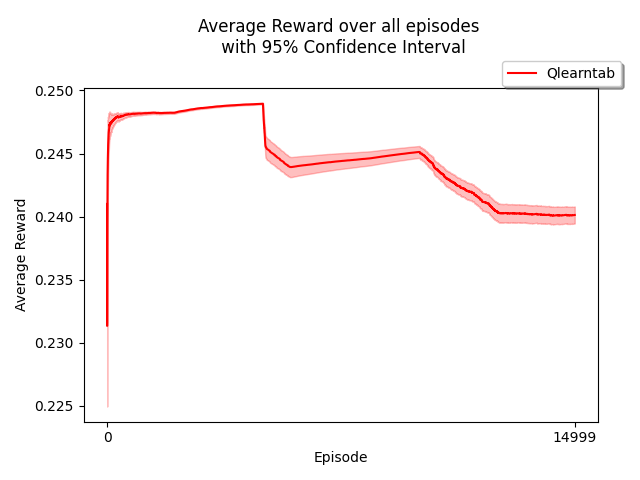 Average Reward over all episodes
with 95% Confidence Interval
Qlearntab
0.250
0.245
0.240
0.235
0.230
0.225
Average Reward
0
14999
Episode